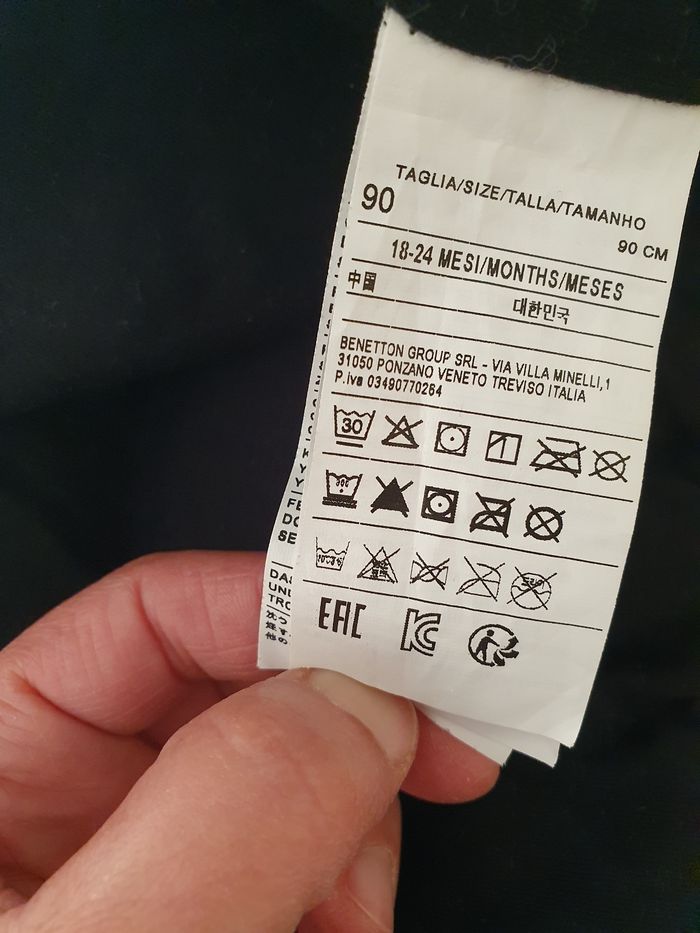 TAGLIA/SIZE/TALLA/TAMANHO
90
90 CM
18-24 MESI/MONTHS/MESES
中国
대한민국
BENETTON GROUP SRL - VIA VILLA MINELLI,1
31050 PONZANO VENETO TREVISO ITALIA
P.iva 03490770264
30
EAC
KC